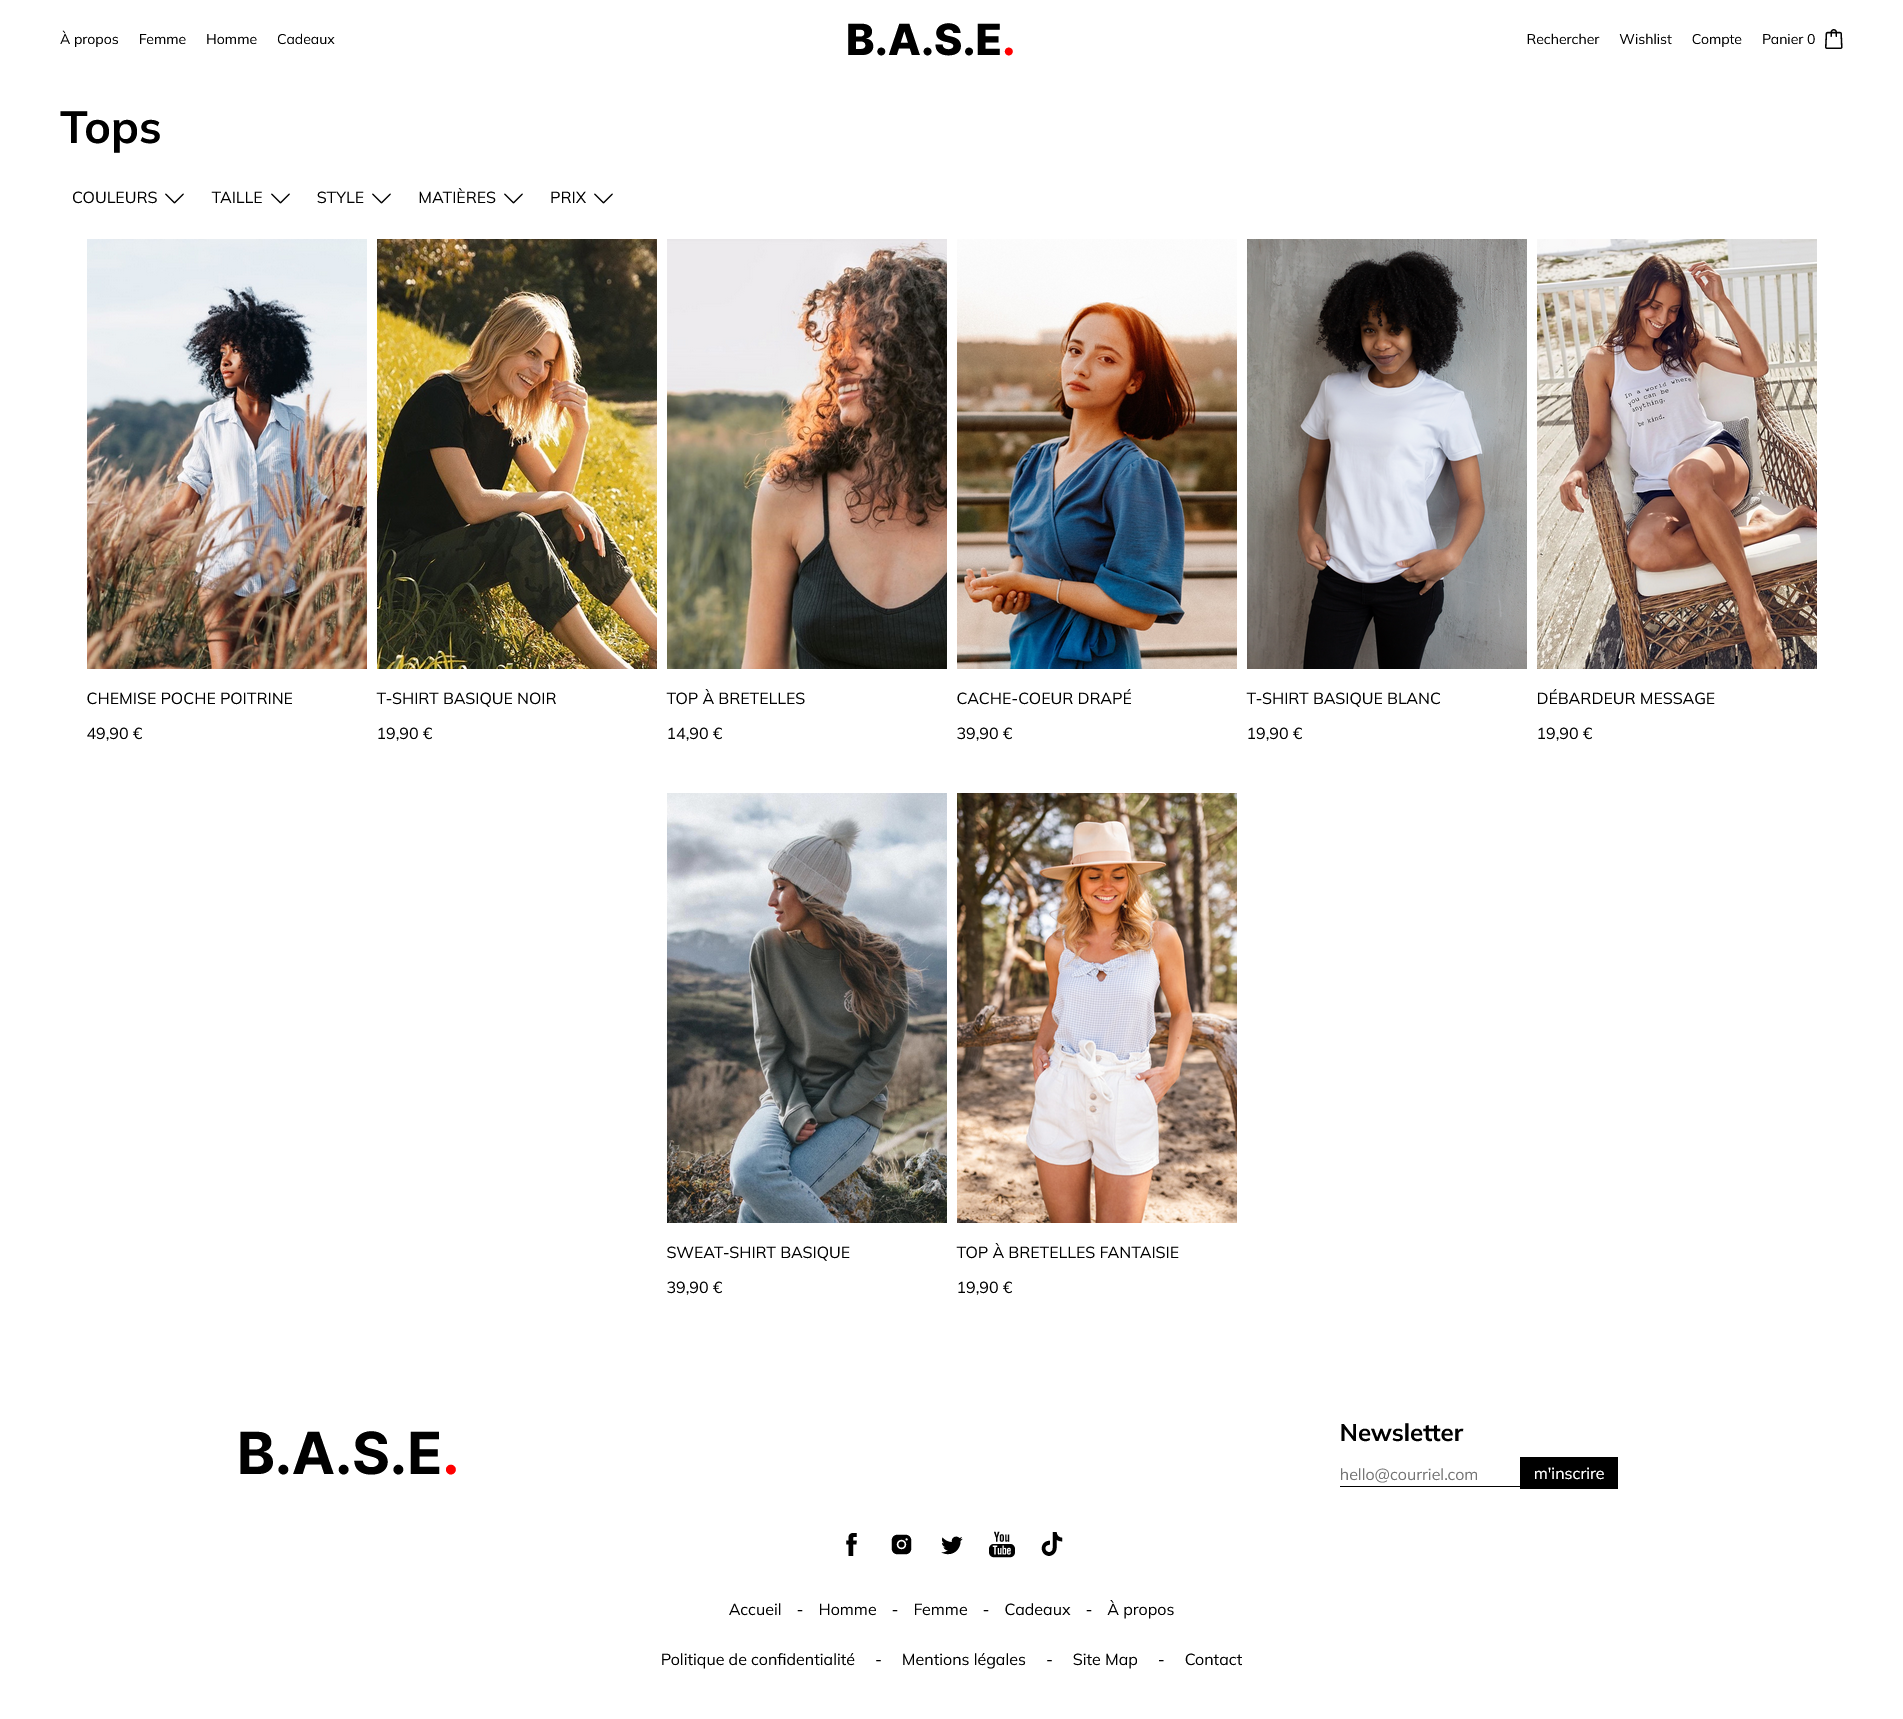 À propos Femme Homme Cadeaux B.A.S.E. Rechercher Wishlist Compte Panier 0
Tops
COULEURS TAILLE STYLE MATIÈRES PRIX
In a world where
you can be
anything,
be kind.
CHEMISE POCHE POITRINE T-SHIRT BASIQUE NOIR TOP À BRETELLES CACHE-COEUR DRAPÉ T-SHIRT BASIQUE BLANC DÉBARDEUR MESSAGE
49,90 € 19,90 € 14,90 € 39,90 € 19,90 € 19,90 €
SWEAT-SHIRT BASIQUE TOP À BRETELLES FANTAISIE
39,90 € 19,90 €
B.A.S.E.
Newsletter
hello@courriel.com m'inscrire
You
Tube
Accueil - Homme - Femme - Cadeaux - À propos
Politique de confidentialité - Mentions légales - Site Map - Contact